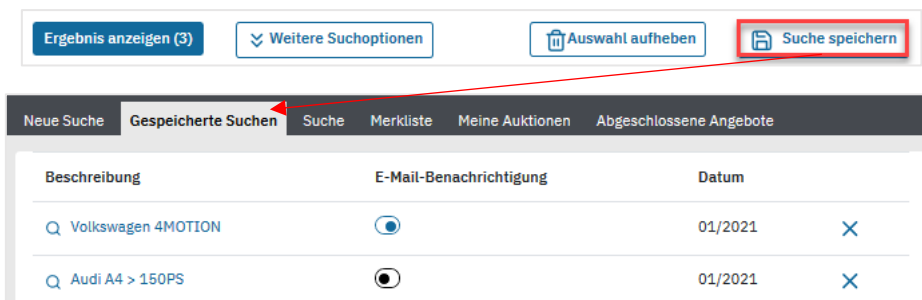 Ergebnis anzeigen (3) Weitere Suchoptionen Auswahl aufheben Suche speichern
Neue Suche Gespeicherte Suchen Suche Merkliste Meine Auktionen Abgeschlossene Angebote
Beschreibung E-Mail-Benachrichtigung Datum
Volkswagen 4MOTION 01/2021
Audi A4 > 150PS 01/2021